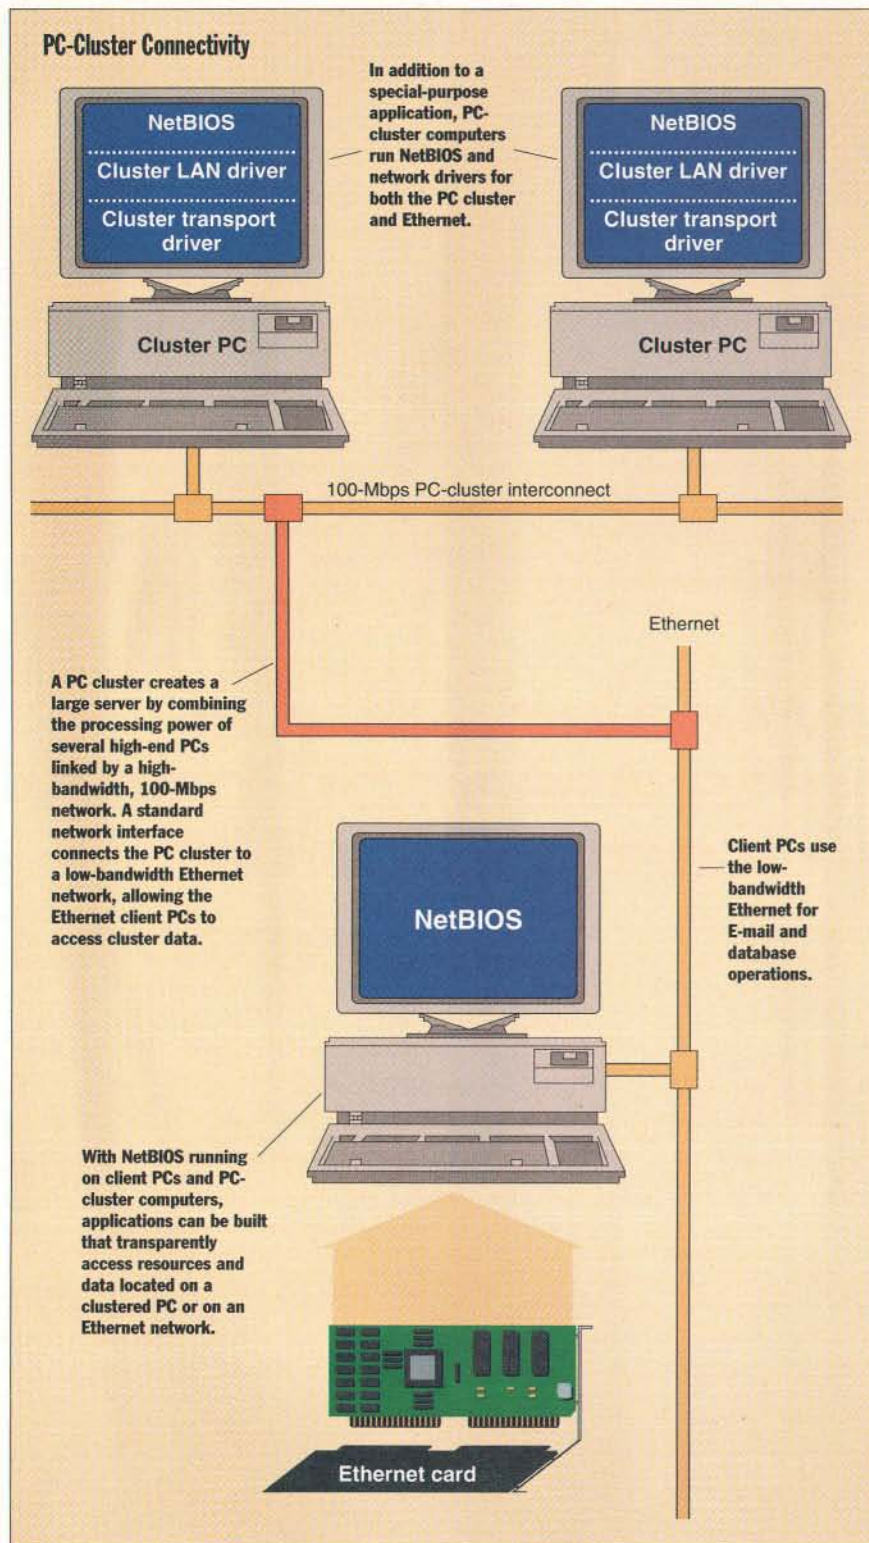 PC-Cluster Connectivity
In addition to a
special-purpose
application, PC-
cluster computers
run NetBIOS and
network drivers for
both the PC cluster
and Ethernet.
NetBIOS
Cluster LAN driver
Cluster transport
driver
Cluster PC
NetBIOS
Cluster LAN driver
Cluster transport
driver
Cluster PC
100-Mbps PC-cluster interconnect
Ethernet
A PC cluster creates a
large server by combining
the processing power of
several high-end PCs
linked by a high-
bandwidth, 100-Mbps
network. A standard
network interface
connects the PC cluster to
a low-bandwidth Ethernet
network, allowing the
Ethernet client PCs to
access cluster data.
NetBIOS
Client PCs use
the low-
bandwidth
Ethernet for
E-mail and
database
operations.
With NetBIOS running
on client PCs and PC-
cluster computers,
applications can be built
that transparently
access resources and
data located on a
clustered PC or on an
Ethernet network.
Ethernet card